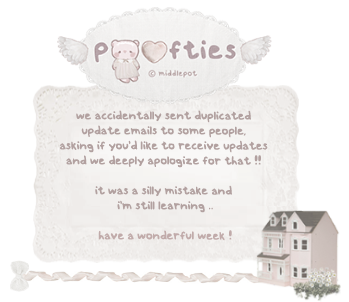 poofties
© middlepot
we accidentally sent duplicated
update emails to some people,
asking if you'd like to receive updates
and we deeply apologize for that !!
it was a silly mistake and
i'm still learning ..
have a wonderful week !